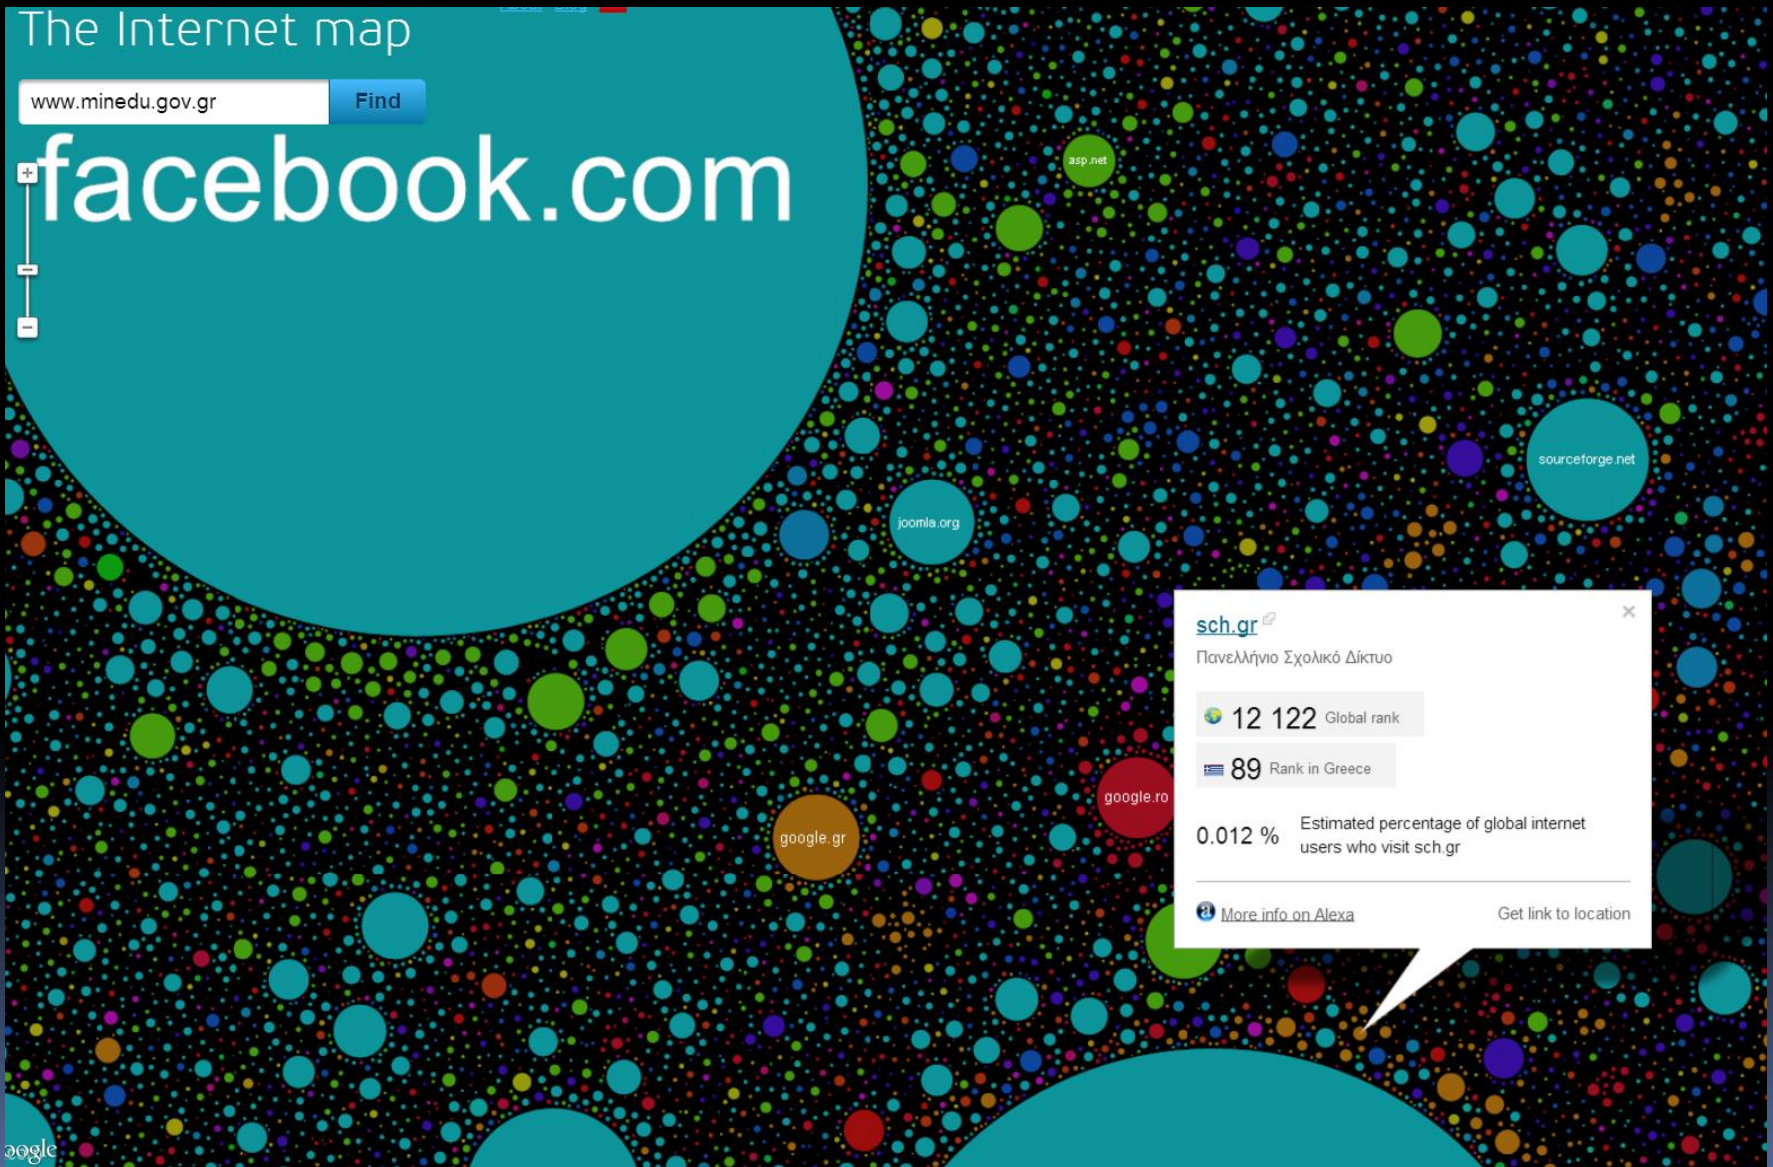 The Internet map
www.minedu.gov.gr
Find
facebook.com
asp.net
sourceforge.net
joomla.org
sch.gr
Πανελλήνιο Σχολικό Δίκτυο
12 122 Global rank
89 Rank in Greece
google.ro
google.gr
0.012 %
Estimated percentage of global internet
users who visit sch.gr
More info on Alexa
Get link to location